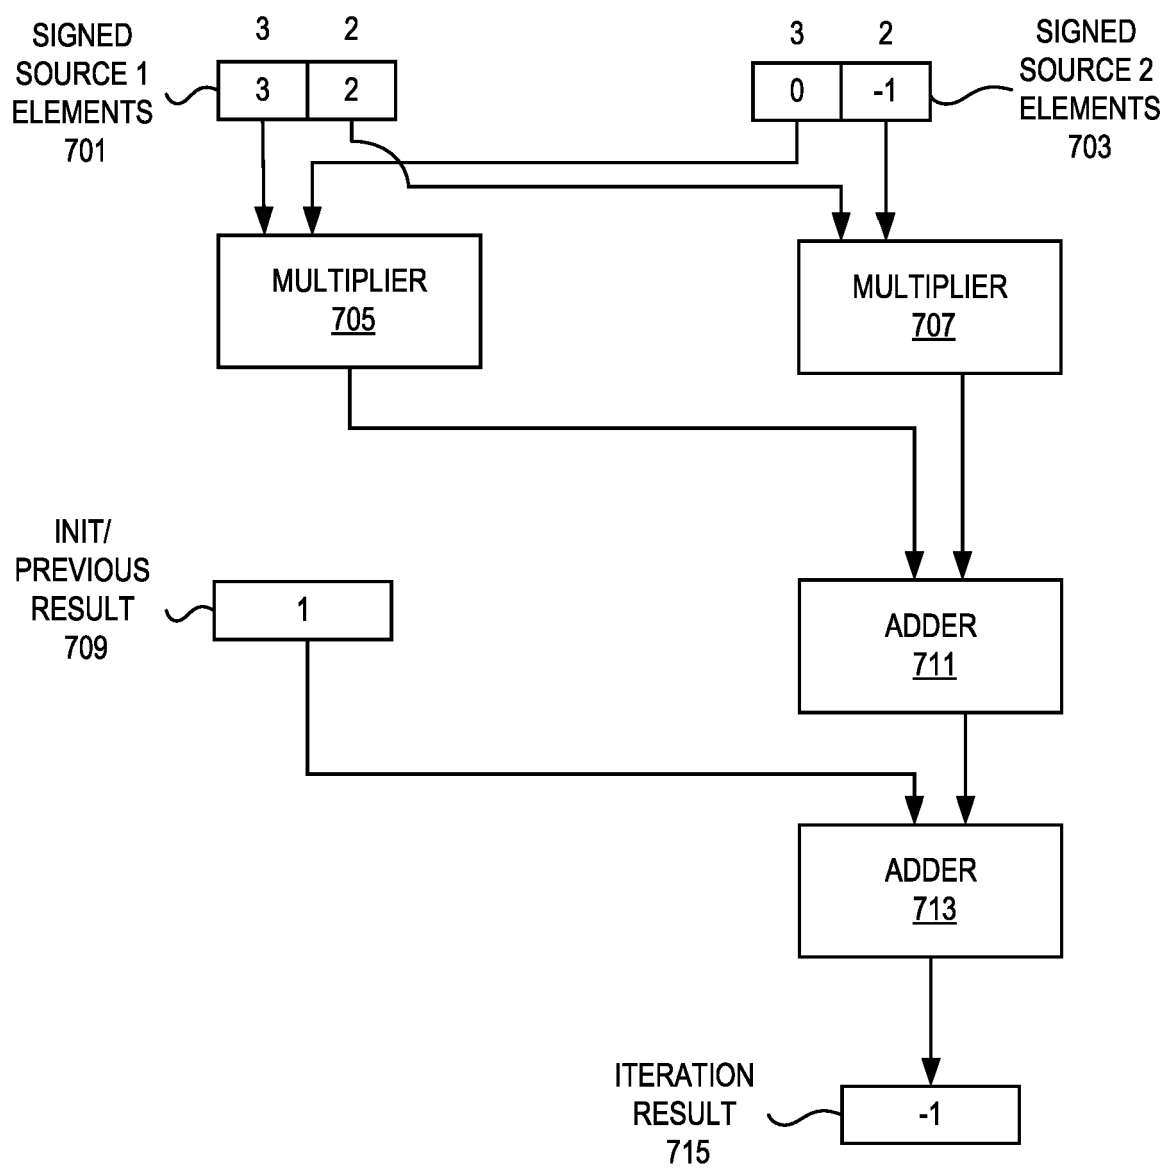 SIGNED
SOURCE 1
ELEMENTS
701
3 2
3 2
3 2
0 -1
SIGNED
SOURCE 2
ELEMENTS
703
MULTIPLIER
705
MULTIPLIER
707
INIT/
PREVIOUS
RESULT
709
1
ADDER
711
ADDER
713
ITERATION
RESULT
715
-1